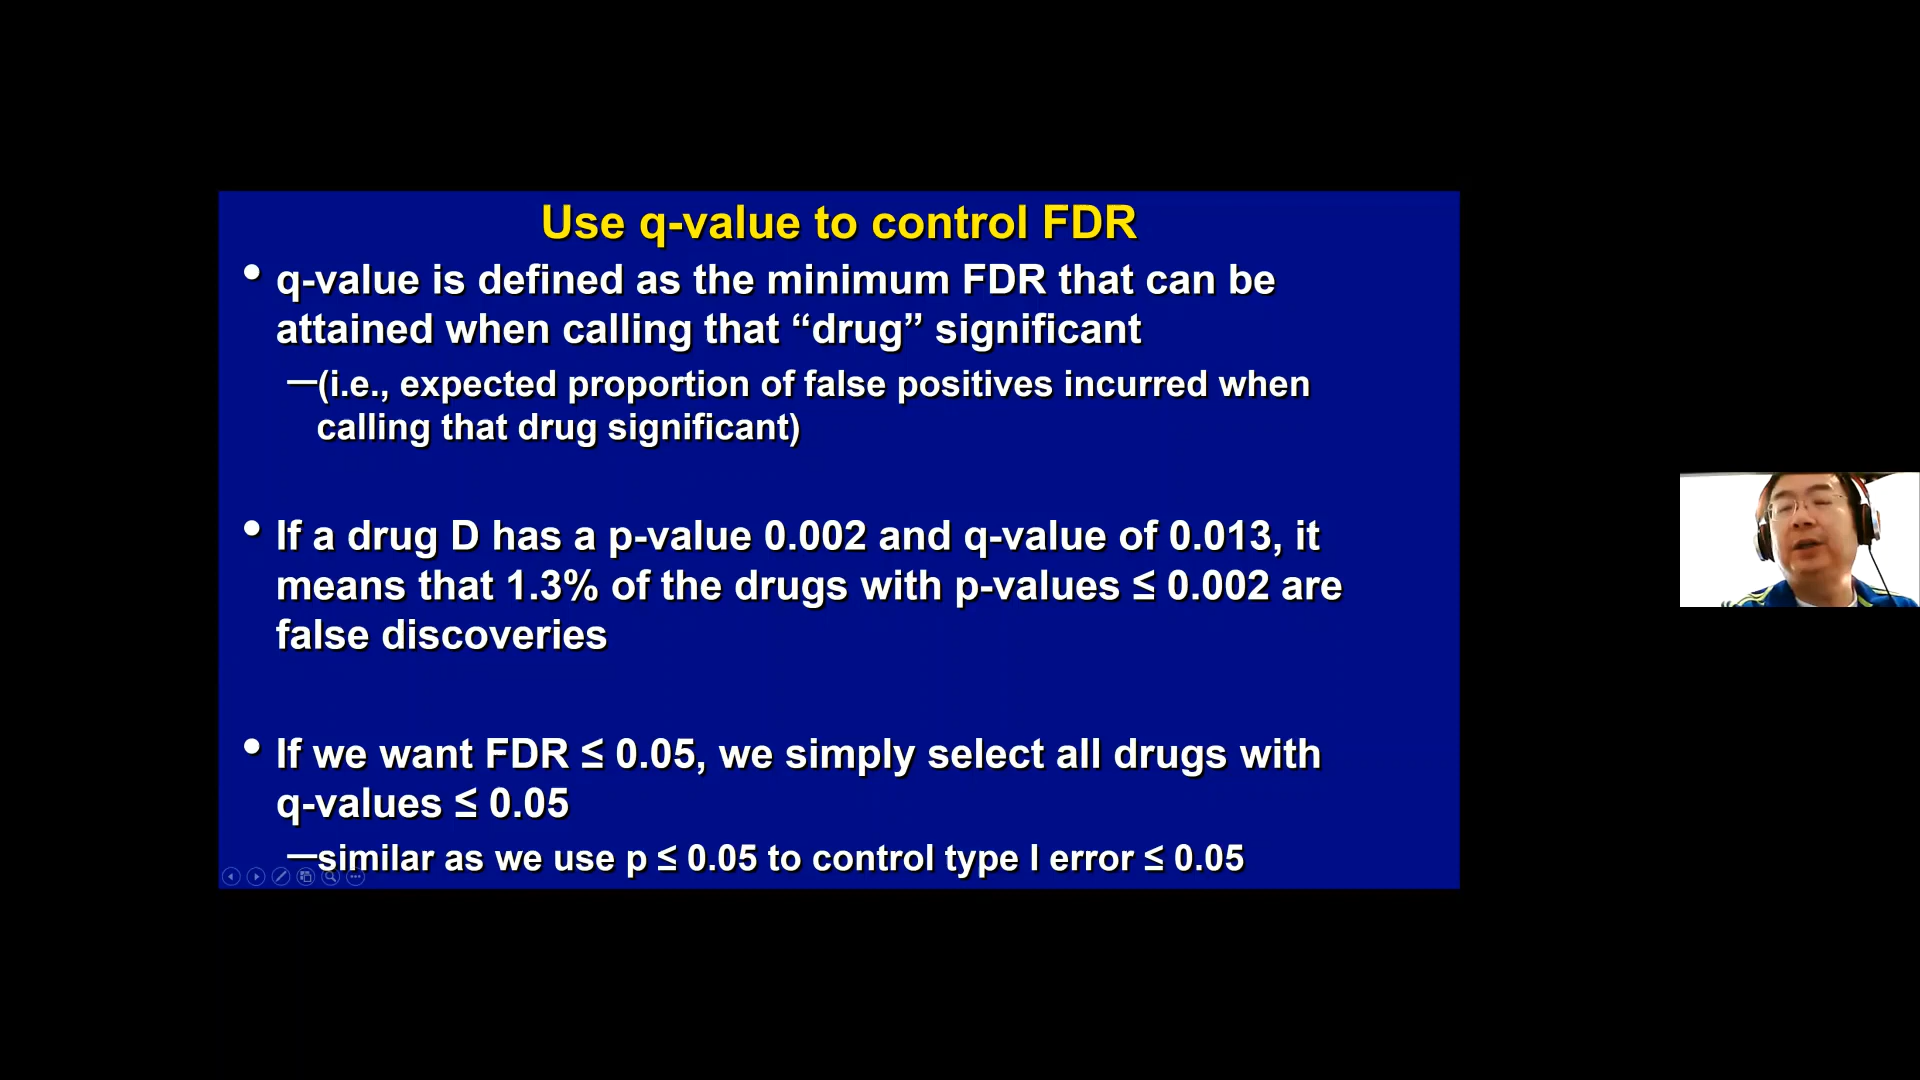 Use q-value to control FDR
• q-value is defined as the minimum FDR that can be
attained when calling that “drug” significant
—(i.e., expected proportion of false positives incurred when
calling that drug significant)
• If a drug D has a p-value 0.002 and q-value of 0.013, it
means that 1.3% of the drugs with p-values ≤ 0.002 are
false discoveries
• If we want FDR ≤ 0.05, we simply select all drugs with
q-values ≤ 0.05
—similar as we use p ≤ 0.05 to control type I error ≤ 0.05